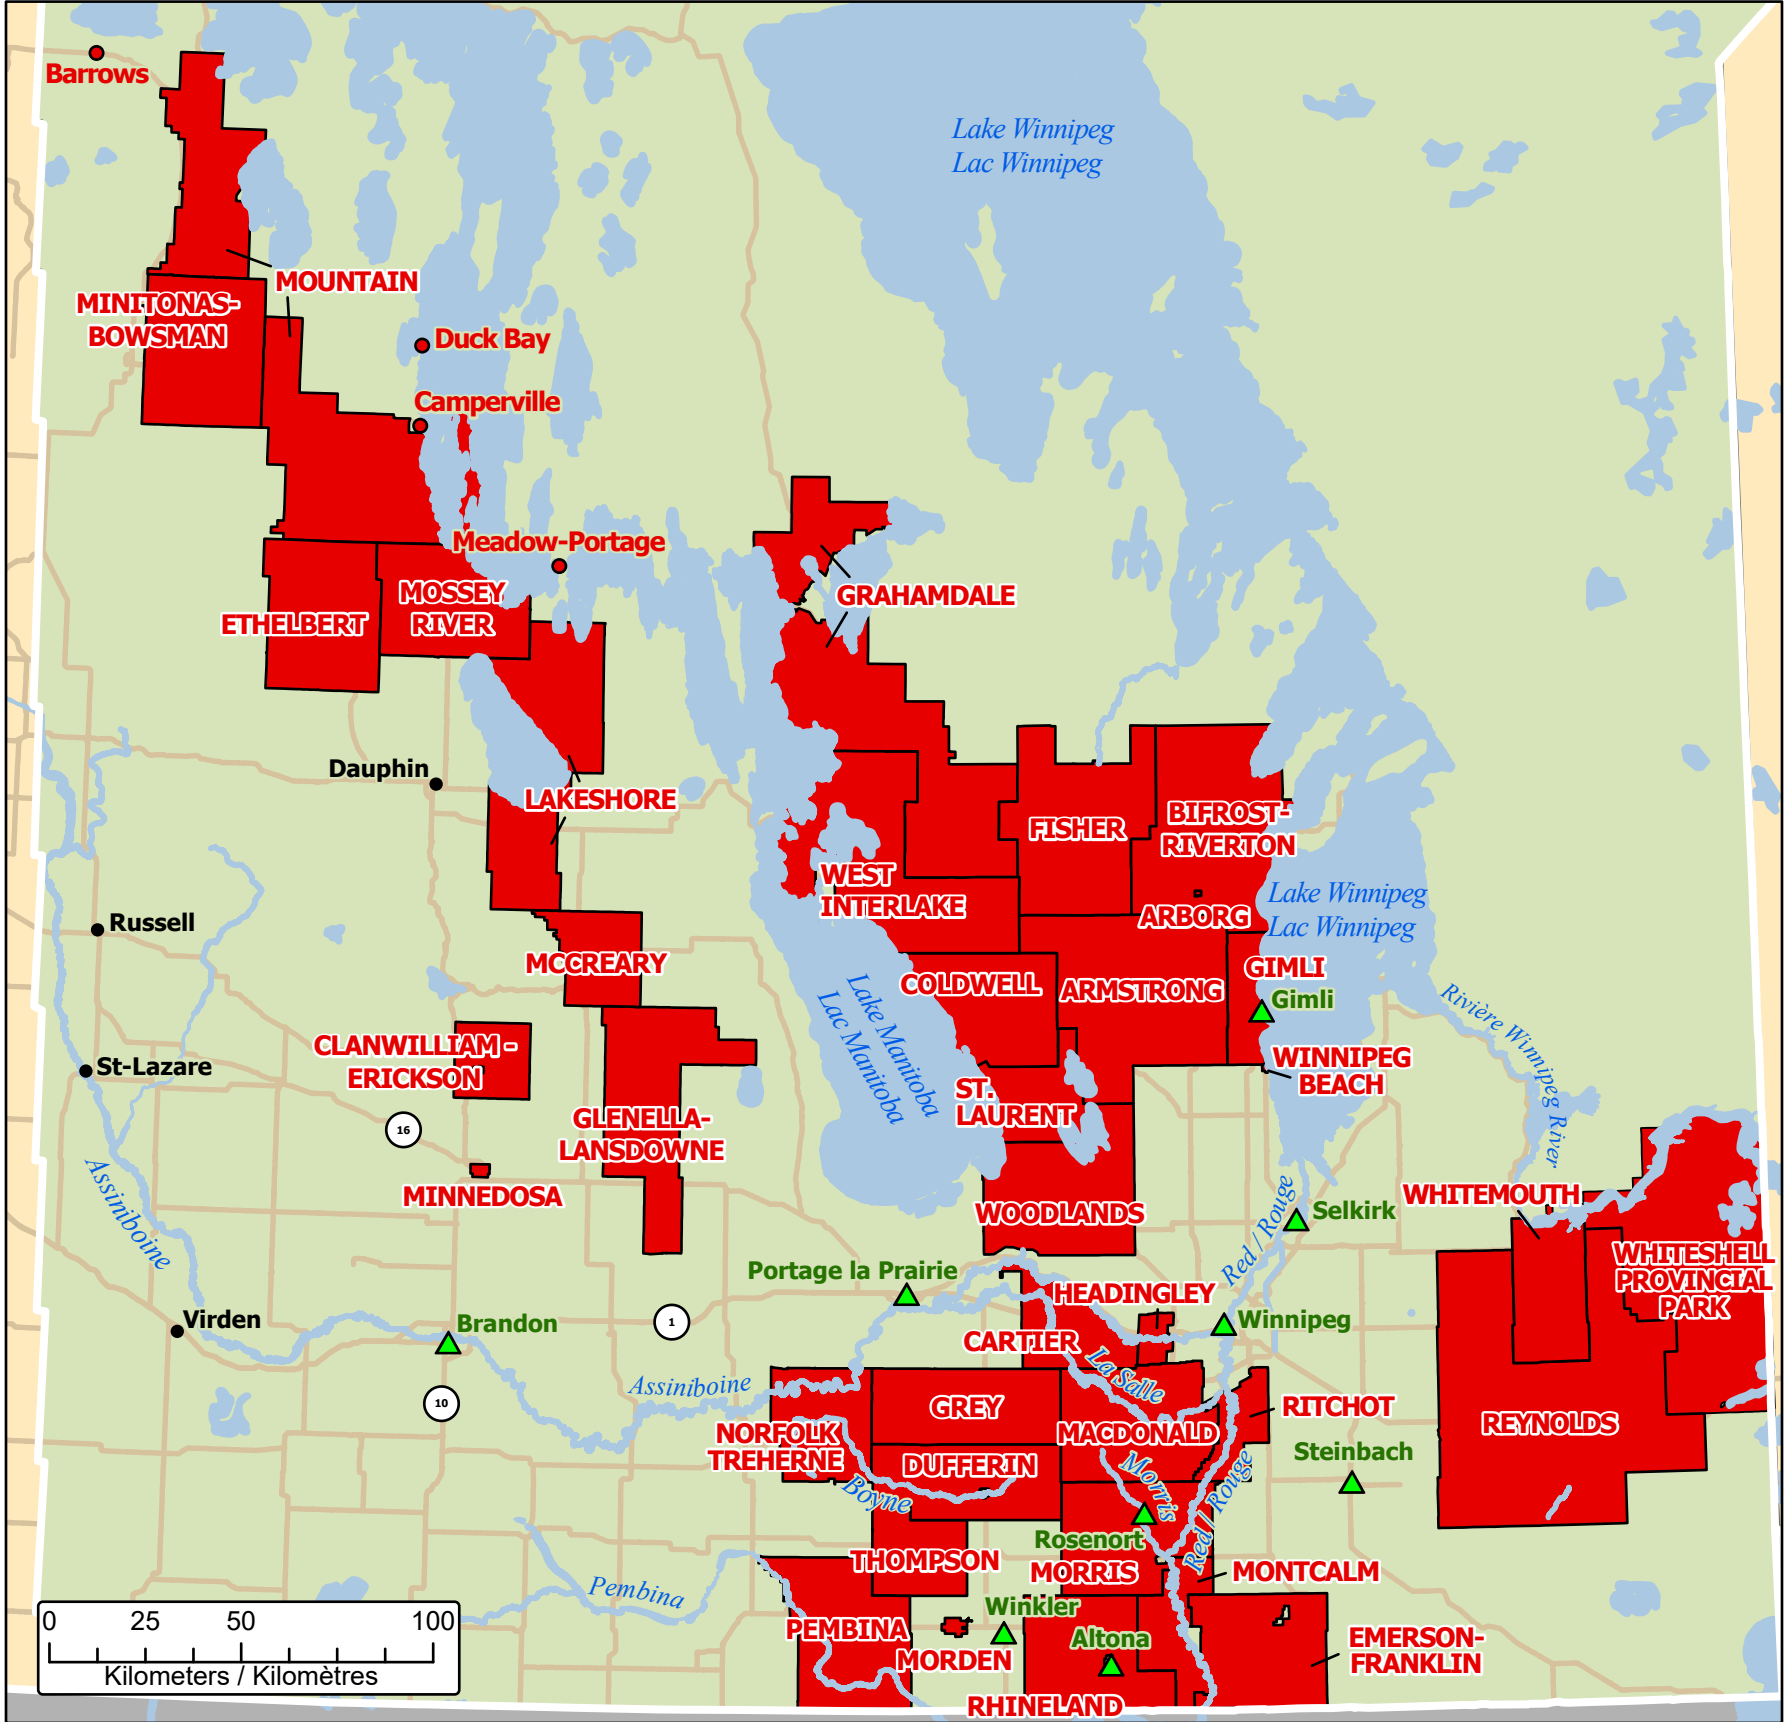 Barrows
Lake Winnipeg
Lac Winnipeg
MOUNTAIN
MINITONAS-
BOWSMAN
Duck Bay
Camperville
Meadow-Portage
MOSSEY
RIVER
ETHELBERT
GRAHAMDALE
Dauphin
LAKESHORE
FISHER
BIFROST-
RIVERTON
WEST
INTERLAKE
Lake Winnipeg
Lac Winnipeg
ARBORG
Russell
MCCREARY
COLDWELL
ARMSTRONG
GIMLI
Gimli
Lake Manitoba
Lac Manitoba
Rivière Winnipeg River
CLANWILLIAM -
ERICKSON
WINNIPEG
BEACH
St-Lazare
ST.
LAURENT
GLENELLA-
LANSDOWNE
16
MINNEDOSA
WHITEMOUTH
Assiniboine
WOODLANDS
Selkirk
Red / Rouge
WHITESHELL
PROVINCIAL
PARK
Portage la Prairie
HEADINGLEY
Virden
Brandon
1
Winnipeg
CARTIER
La Salle
Assiniboine
10
GREY
RITCHOT
REYNOLDS
NORFOLK
TREHERNE
MACDONALD
Steinbach
DUFFERIN
Morris
Boyne
Red / Rouge
Rosenort
THOMPSON
MORRIS
MONTCALM
Pembina
Winkler
PEMBINA
Altona
EMERSON-
FRANKLIN
MORDEN
RHINELAND
0 25 50 100
Kilometers / Kilomètres